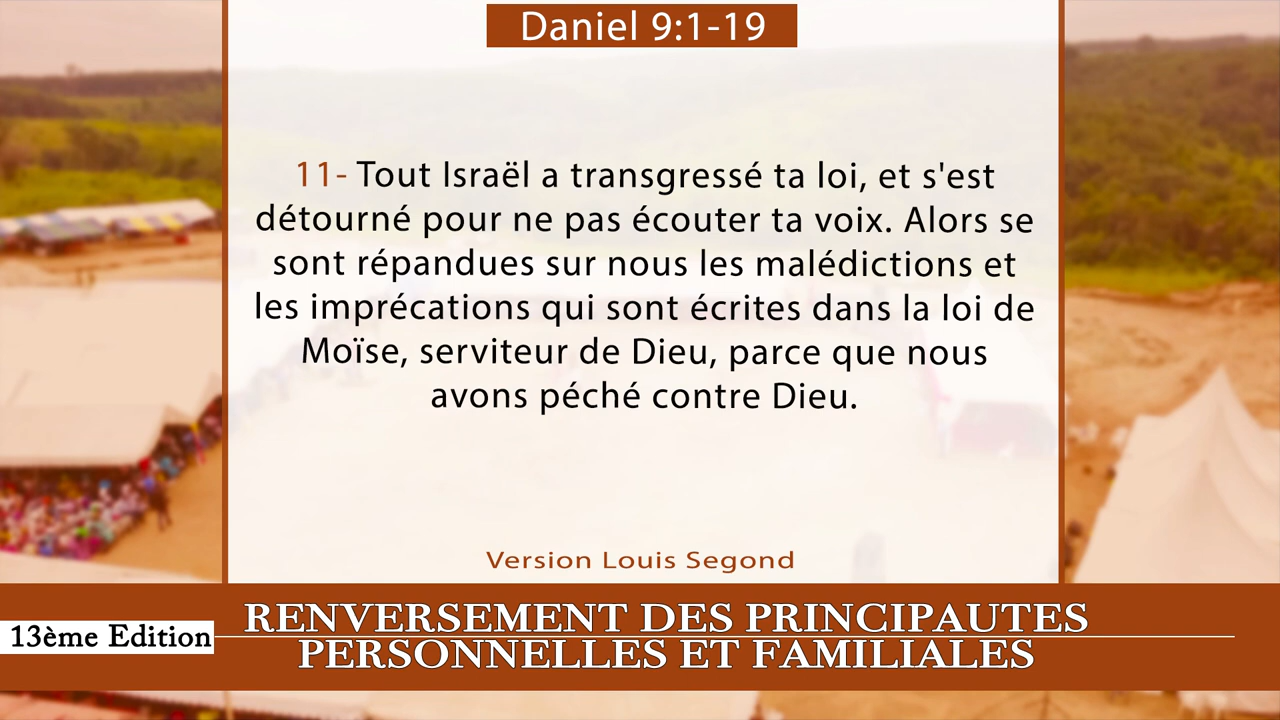 Daniel 9:1-19
11- Tout Israël a transgressé ta loi, et s'est
détourné pour ne pas écouter ta voix. Alors se
sont répandues sur nous les malédictions et
les imprécations qui sont écrites dans la loi de
Moïse, serviteur de Dieu, parce que nous
avons péché contre Dieu.
Version Louis Segond
13ème Edition
RENVERSEMENT DES PRINCIPAUTES
PERSONNELLES ET FAMILIALES